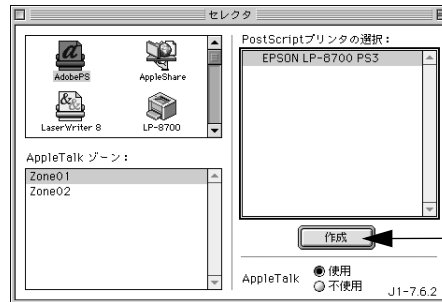 セレクタ
AdobePS
AppleShare
LaserWriter 8
LP-8700
AppleTalk ゾーン：
Zone01
Zone02
PostScriptプリンタの選択：
EPSON LP-8700 PS3
作成
AppleTalk
使用
不使用
J1-7.6.2